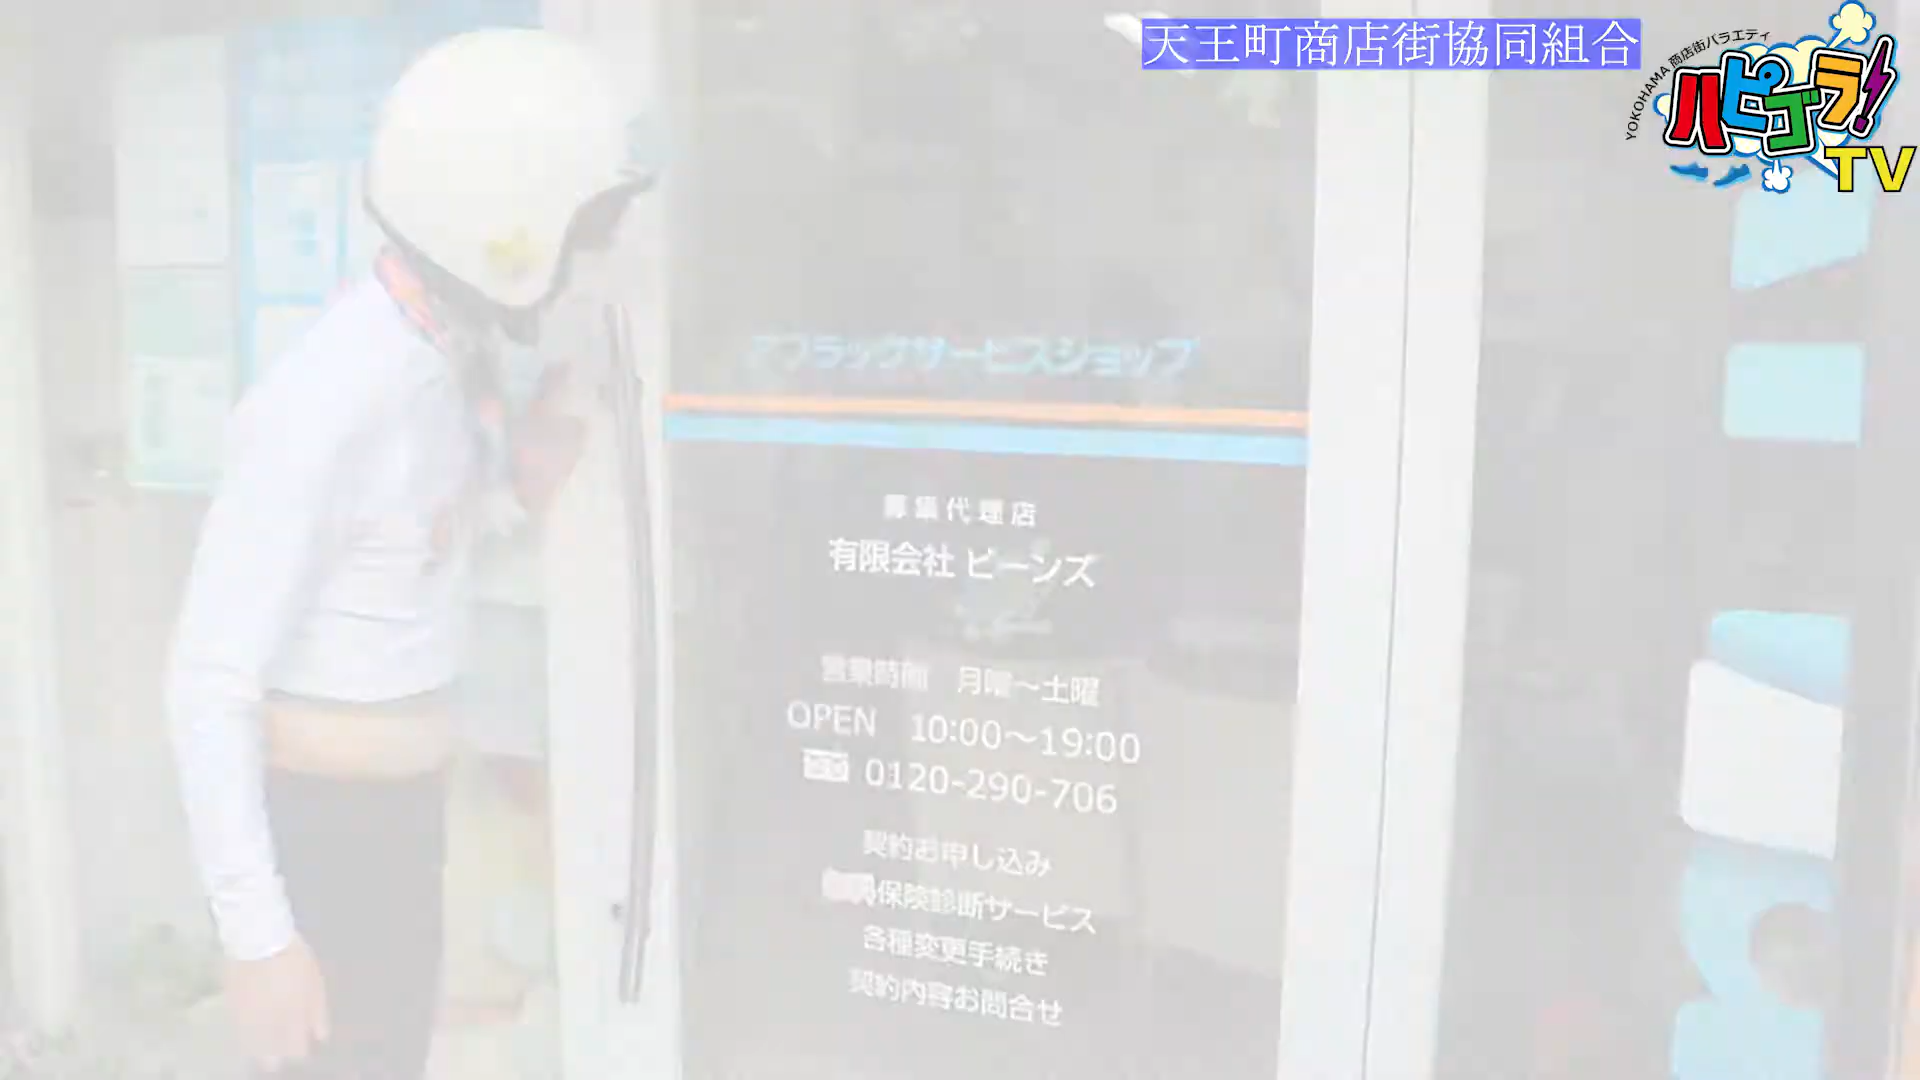 天王町商店街協同組合
YOKOHAMA 商店街バラエティ
ハピゴラ!
TV
アフラックサービスショップ
募集代理店
有限会社 ビーンズ
営業時間 月曜〜土曜
OPEN 10:00〜19:00
0120-290-706
契約お申し込み
保険診断サービス
各種変更手続き
契約内容お問合せ